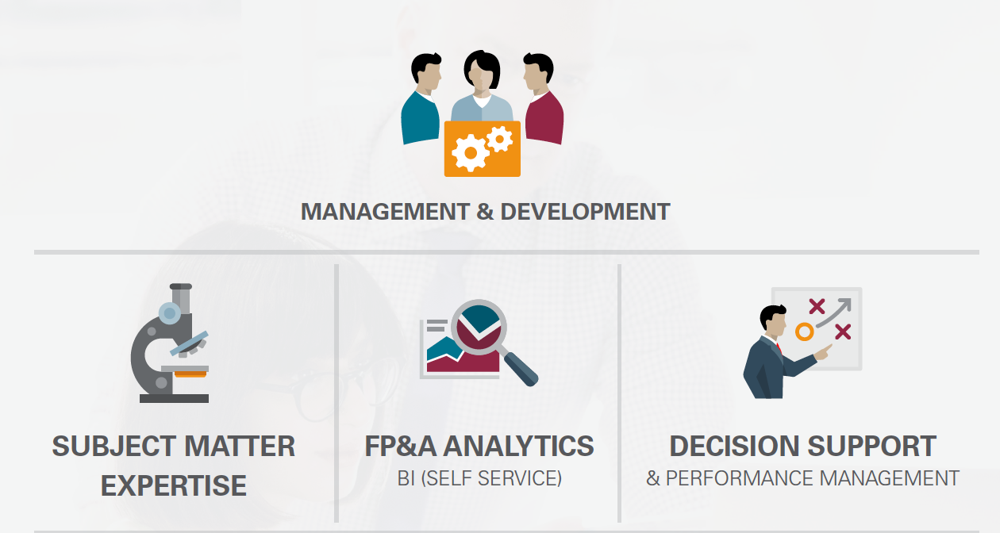 MANAGEMENT & DEVELOPMENT
SUBJECT MATTER
EXPERTISE
FP&A ANALYTICS
BI (SELF SERVICE)
DECISION SUPPORT
& PERFORMANCE MANAGEMENT